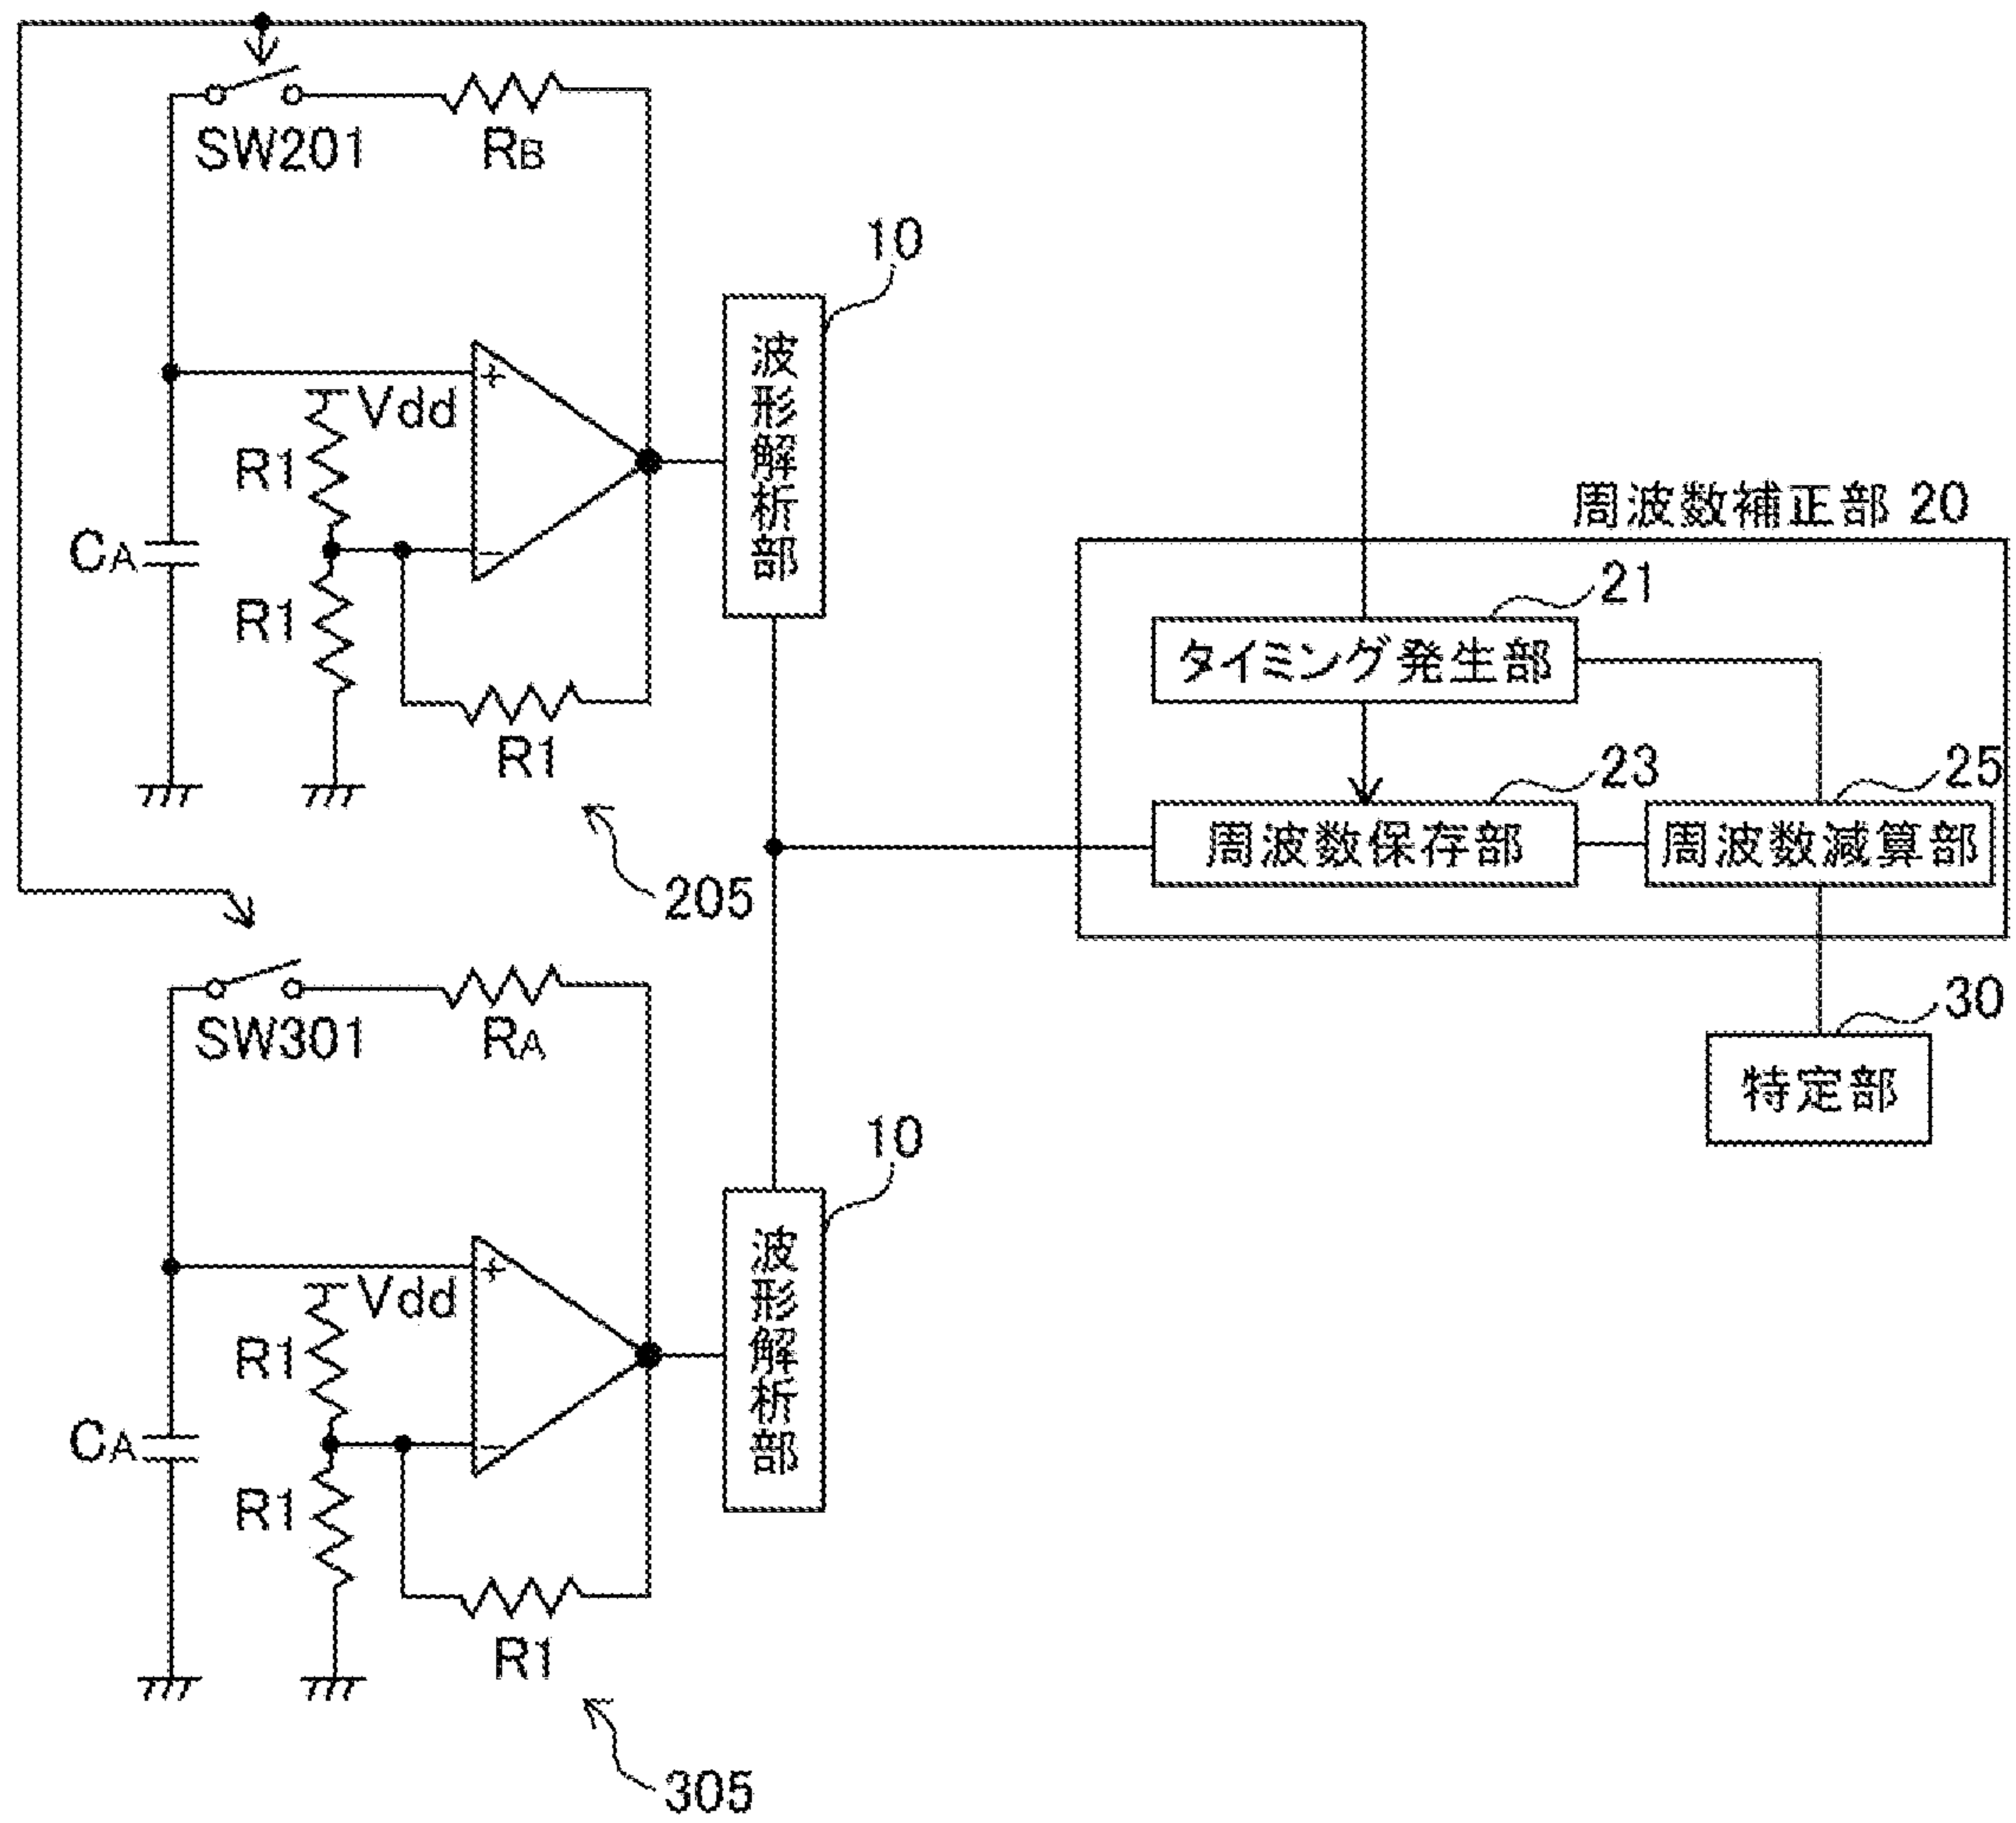 SW201
RB
10
波形解析部
Vdd
R1
CA
R1
R1
205
周波数補正部 20
21
タイミング発生部
23
周波数保存部
25
周波数減算部
30
特定部
SW301
RA
10
波形解析部
Vdd
R1
CA
R1
R1
305
+
−
+
−